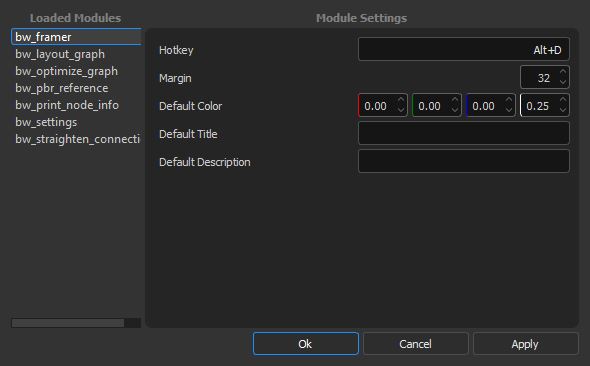 Loaded Modules
Module Settings
bw_framer
bw_layout_graph
bw_optimize_graph
bw_pbr_reference
bw_print_node_info
bw_settings
bw_straighten_connecti
Hotkey Alt+D
Margin 32
Default Color 0.00 0.00 0.00 0.25
Default Title
Default Description
Ok Cancel Apply